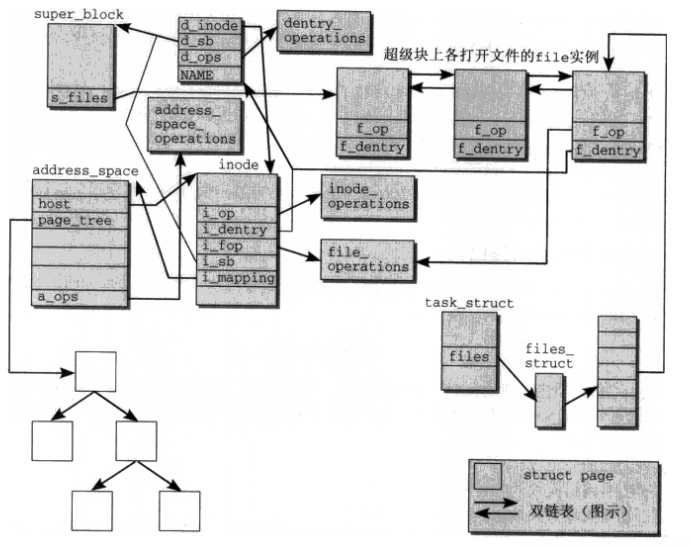 super_block
s_files
d_inode
d_sb
d_ops
NAME
dentry_
operations
超级块上各打开文件的file实例
f_op
f_dentry
f_op
f_dentry
f_op
f_dentry
address_
space_
operations
address_space
host
page_tree
a_ops
inode
i_op
i_dentry
i_fop
i_sb
i_mapping
inode_
operations
file_
operations
task_struct
files
files_
struct
struct page
双链表（图示）